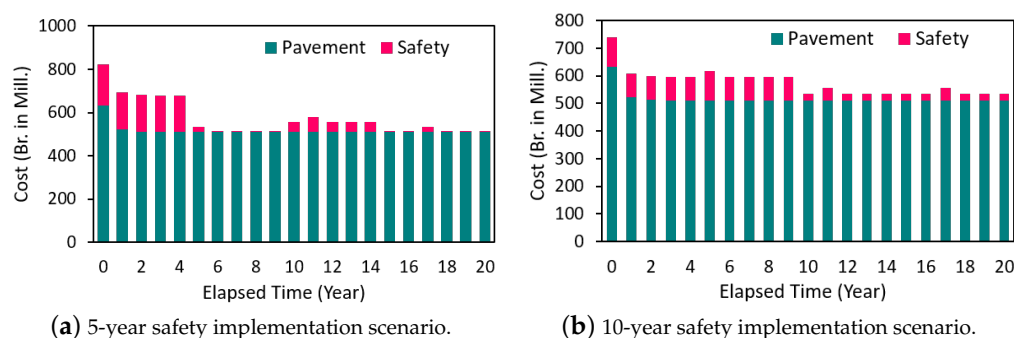 1000
800
600
400
200
0
Cost (Br. in Mill.)
Pavement
Safety
0 2 4 6 8 10 12 14 16 18 20
Elapsed Time (Year)
(a) 5-year safety implementation scenario.
800
700
600
500
400
300
200
100
0
Cost (Br. in Mill.)
Pavement
Safety
0 2 4 6 8 10 12 14 16 18 20
Elapsed Time (Year)
(b) 10-year safety implementation scenario.